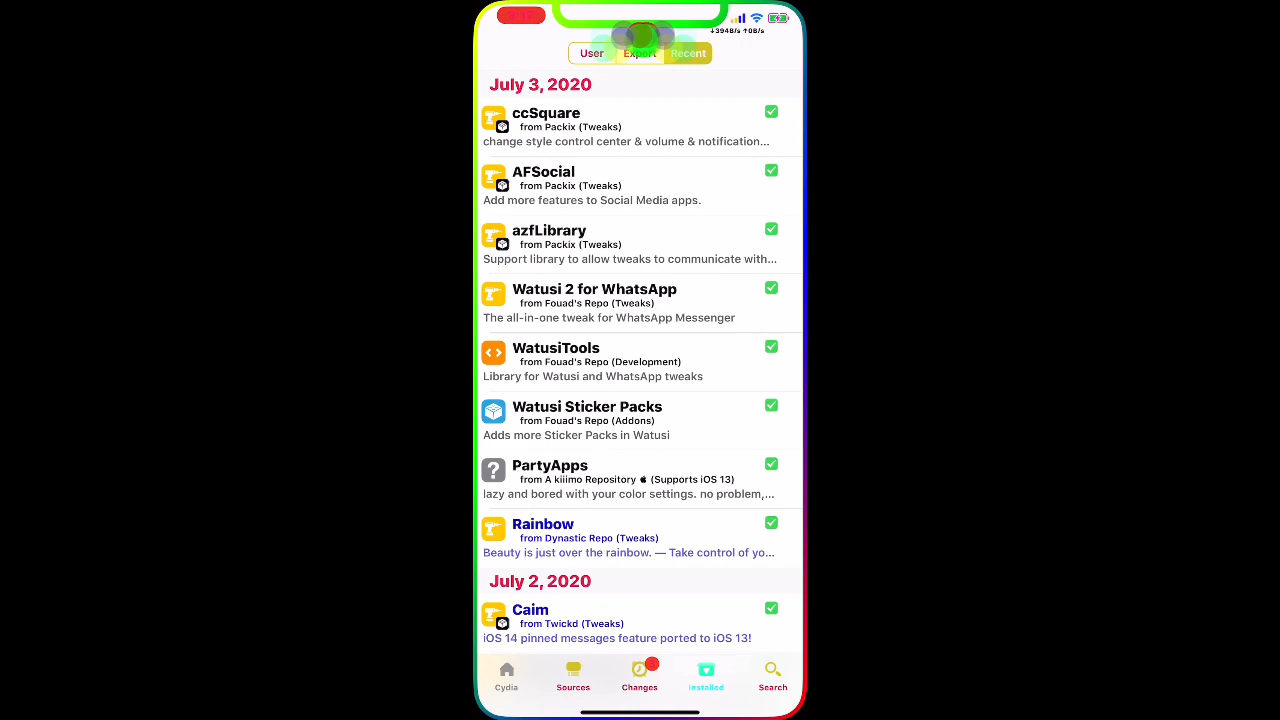 ↓394B/s ↑0B/s
User Expert Recent
July 3, 2020
ccSquare
from Packix (Tweaks)
change style control center & volume & notification...
AFSocial
from Packix (Tweaks)
Add more features to Social Media apps.
azfLibrary
from Packix (Tweaks)
Support library to allow tweaks to communicate with...
Watusi 2 for WhatsApp
from Fouad's Repo (Tweaks)
The all-in-one tweak for WhatsApp Messenger
WatusiTools
from Fouad's Repo (Development)
Library for Watusi and WhatsApp tweaks
Watusi Sticker Packs
from Fouad's Repo (Addons)
Adds more Sticker Packs in Watusi
PartyApps
from A kiiimo Repository  (Supports iOS 13)
lazy and bored with your color settings. no problem,...
Rainbow
from Dynastic Repo (Tweaks)
Beauty is just over the rainbow. — Take control of yo...
July 2, 2020
Caim
from Twickd (Tweaks)
iOS 14 pinned messages feature ported to iOS 13!
Cydia Sources Changes Installed Search